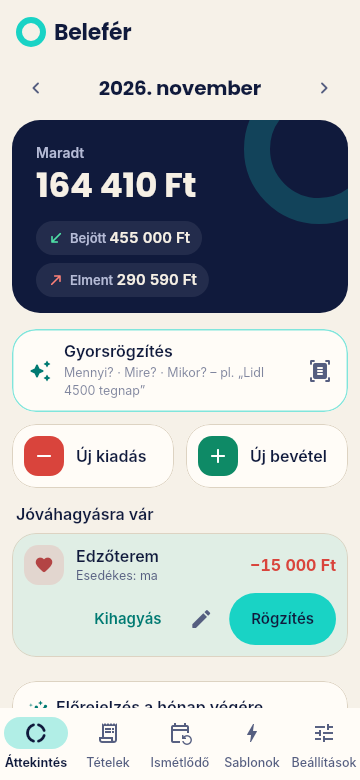 Belefér
2026. november
Maradt
164 410 Ft
Bejött 455 000 Ft
Elment 290 590 Ft
Gyorsrögzítés
Mennyi? · Mire? · Mikor? – pl. „Lidl
4500 tegnap”
Új kiadás
Új bevétel
Jóváhagyásra vár
Edzőterem
Esedékes: ma
−15 000 Ft
Kihagyás
Rögzítés
Előrejelzés a hónap végére
Áttekintés
Tételek
Ismétlődő
Sablonok
Beállítások